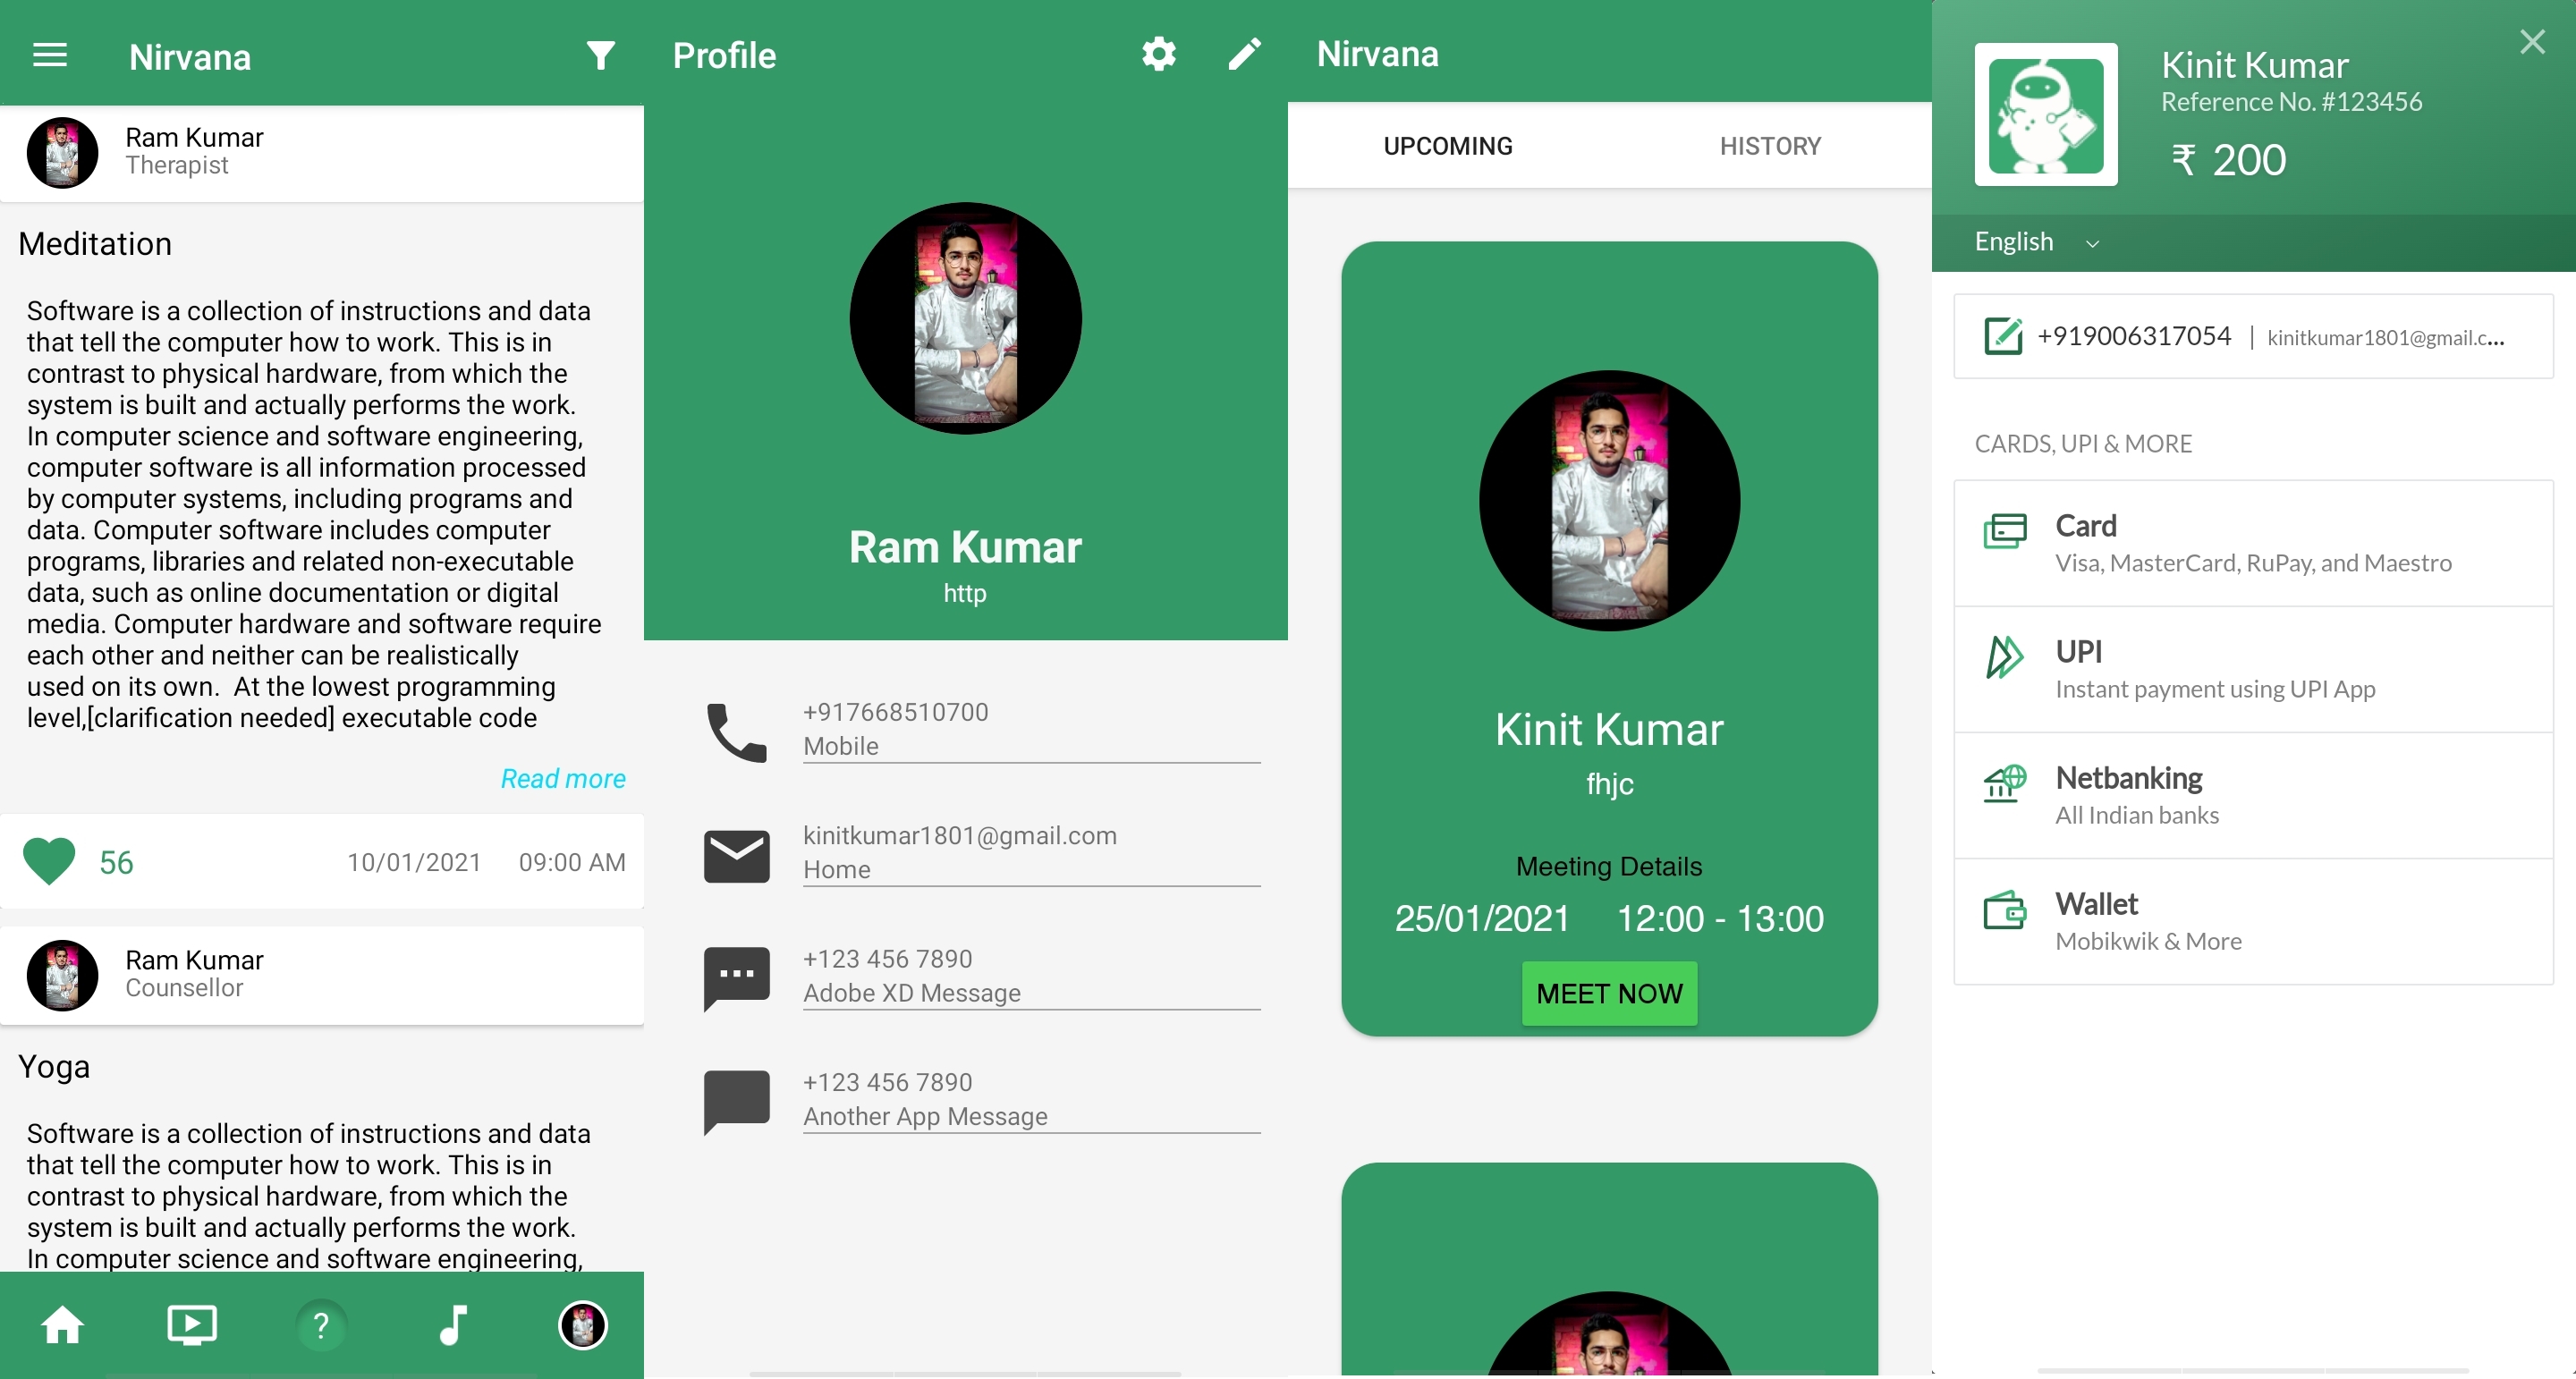 Nirvana
Ram Kumar
Therapist
Meditation
Software is a collection of instructions and data
that tell the computer how to work. This is in
contrast to physical hardware, from which the
system is built and actually performs the work.
In computer science and software engineering,
computer software is all information processed
by computer systems, including programs and
data. Computer software includes computer
programs, libraries and related non-executable
data, such as online documentation or digital
media. Computer hardware and software require
each other and neither can be realistically
used on its own.  At the lowest programming
level,[clarification needed] executable code
Read more
56 10/01/2021 09:00 AM
Ram Kumar
Counsellor
Yoga
Software is a collection of instructions and data
that tell the computer how to work. This is in
contrast to physical hardware, from which the
system is built and actually performs the work.
In computer science and software engineering,
?
Profile
Ram Kumar
http
+917668510700
Mobile
kinitkumar1801@gmail.com
Home
+123 456 7890
Adobe XD Message
+123 456 7890
Another App Message
Nirvana
UPCOMING HISTORY
Kinit Kumar
fhjc
Meeting Details
25/01/2021 12:00 - 13:00
MEET NOW
Kinit Kumar
Reference No. #123456
₹ 200
English
+919006317054 | kinitkumar1801@gmail.c...
CARDS, UPI & MORE
Card
Visa, MasterCard, RuPay, and Maestro
UPI
Instant payment using UPI App
Netbanking
All Indian banks
Wallet
Mobikwik & More